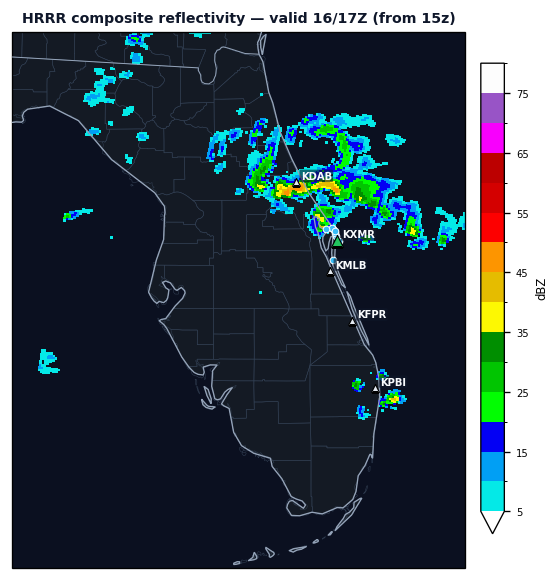 HRRR composite reflectivity — valid 16/17Z (from 15z)
KDAB
KXMR
KMLB
KFPR
KPBI
75
65
55
45
35
25
15
5
dBZ